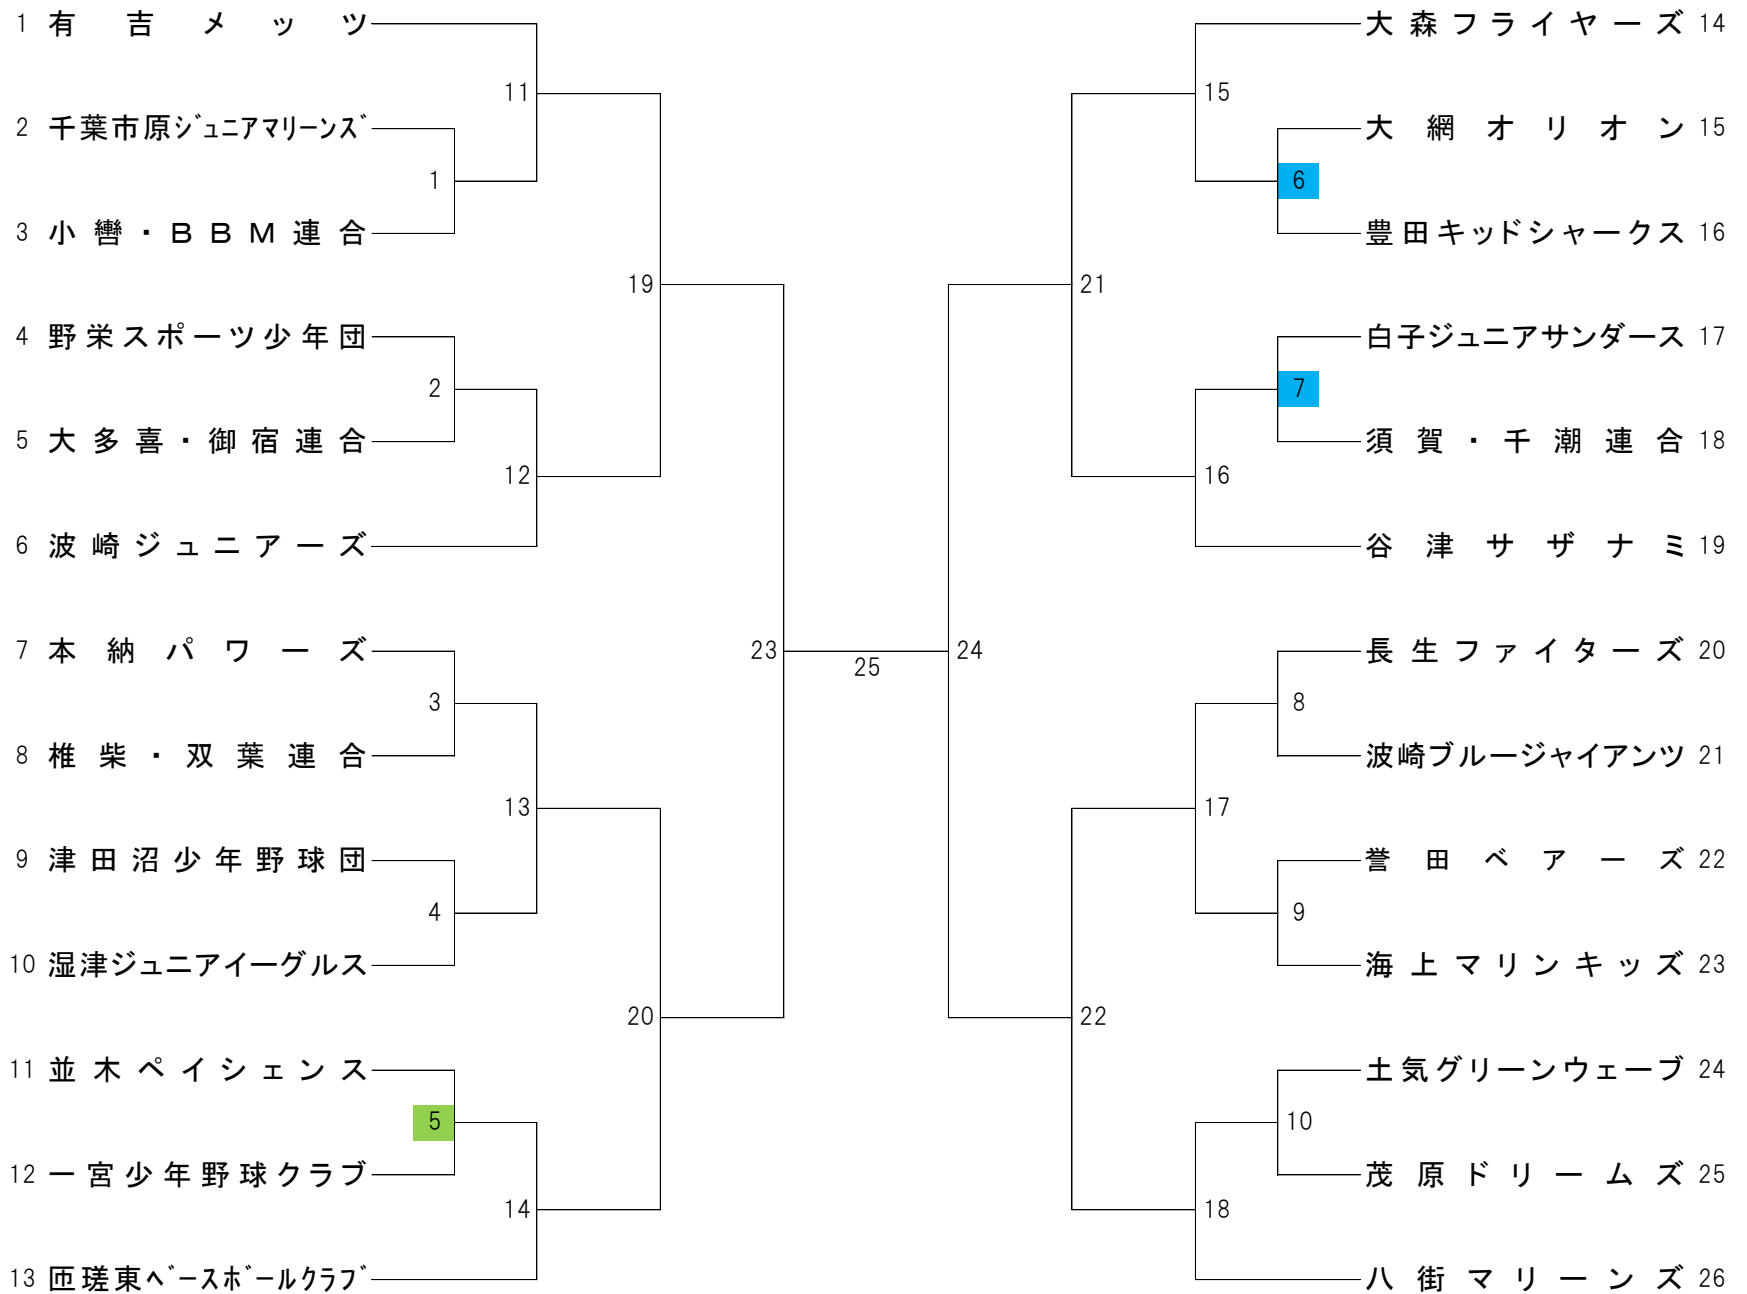 1 有吉メッツ
大森フライヤーズ 14
11
15
2 千葉市原ジュニアマリーンズ
大網オリオン 15
1
6
3 小轡・BBM連合
豊田キッドシャークス 16
19
21
4 野栄スポーツ少年団
白子ジュニアサンダース 17
2
7
5 大多喜・御宿連合
須賀・千潮連合 18
12
16
6 波崎ジュニアーズ
谷津サザナミ 19
7 本納パワーズ
23
25
24
長生ファイターズ 20
3
8
8 椎柴・双葉連合
波崎ブルージャイアンツ 21
13
17
9 津田沼少年野球団
誉田ベアーズ 22
4
9
10 湿津ジュニアイーグルス
海上マリンキッズ 23
20
22
11 並木ペイシェンス
土気グリーンウェーブ 24
5
10
12 一宮少年野球クラブ
茂原ドリームズ 25
14
18
13 匝瑳東ベースボールクラブ
八街マリーンズ 26